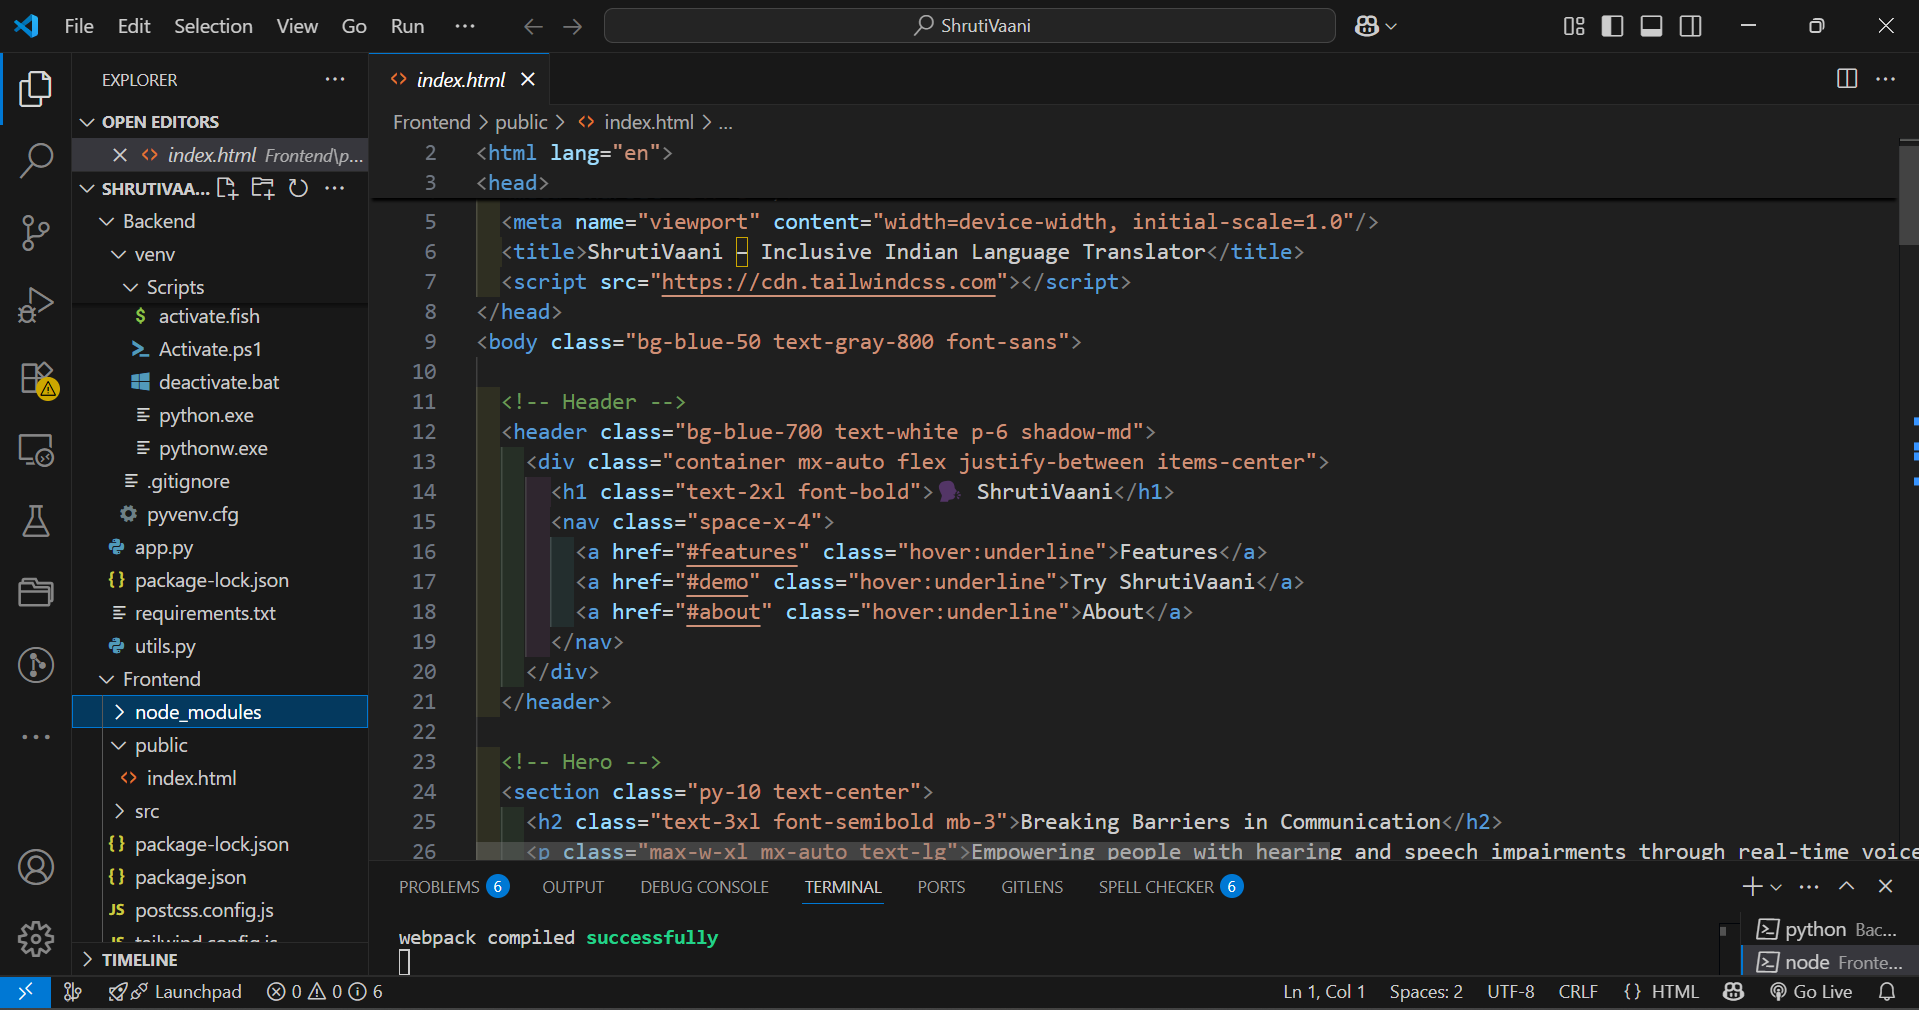 File Edit Selection View Go Run ··· ShrutiVaani
EXPLORER ···
OPEN EDITORS
index.html Frontend\p...
SHRUTIVAA... ···
Backend
venv
Scripts
activate.fish
Activate.ps1
deactivate.bat
python.exe
pythonw.exe
.gitignore
pyvenv.cfg
app.py
package-lock.json
requirements.txt
utils.py
Frontend
node_modules
public
index.html
src
package-lock.json
package.json
JS postcss.config.js
JS tailwind.config.js
TIMELINE
index.html
Frontend > public > index.html > ...
2 <html lang="en">
3 <head>
5 <meta name="viewport" content="width=device-width, initial-scale=1.0"/>
6 <title>ShrutiVaani – Inclusive Indian Language Translator</title>
7 <script src="https://cdn.tailwindcss.com"></script>
8 </head>
9 <body class="bg-blue-50 text-gray-800 font-sans">
10
11 <!-- Header -->
12 <header class="bg-blue-700 text-white p-6 shadow-md">
13 <div class="container mx-auto flex justify-between items-center">
14 <h1 class="text-2xl font-bold">🗣 ShrutiVaani</h1>
15 <nav class="space-x-4">
16 <a href="#features" class="hover:underline">Features</a>
17 <a href="#demo" class="hover:underline">Try ShrutiVaani</a>
18 <a href="#about" class="hover:underline">About</a>
19 </nav>
20 </div>
21 </header>
22
23 <!-- Hero -->
24 <section class="py-10 text-center">
25 <h2 class="text-3xl font-semibold mb-3">Breaking Barriers in Communication</h2>
26 <p class="max-w-xl mx-auto text-lg">Empowering people with hearing and speech impairments through real-time voice
PROBLEMS 6 OUTPUT DEBUG CONSOLE TERMINAL PORTS GITLENS SPELL CHECKER 6
webpack compiled successfully
python Bac...
node Fronte...
Launchpad 0 0 6 Ln 1, Col 1 Spaces: 2 UTF-8 CRLF {} HTML Go Live